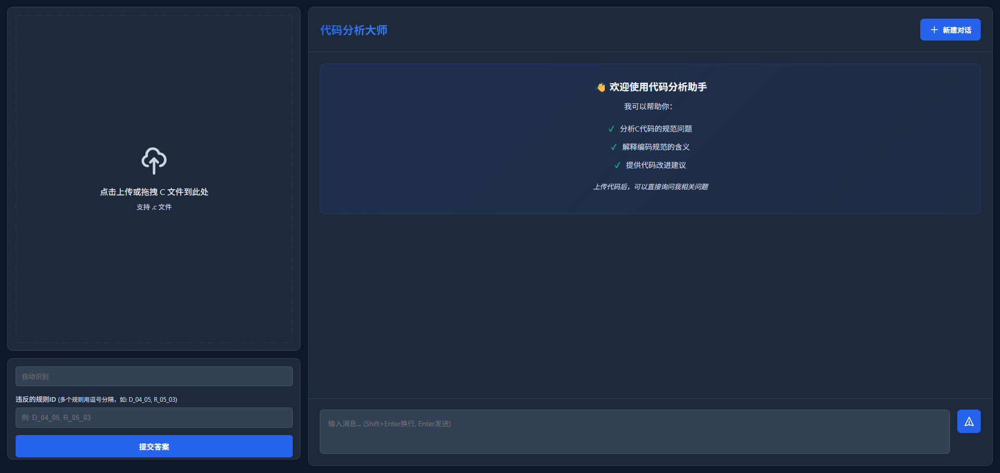 点击上传或拖拽 C 文件到此处
支持 .c 文件
自动识别
违反的规则ID (多个规则用逗号分隔，如: D_04_05, R_05_03)
例: D_04_05, R_05_03
提交答案
代码分析大师
新建对话
👋 欢迎使用代码分析助手
我可以帮助你：
✓ 分析C代码的规范问题
✓ 解释编码规范的含义
✓ 提供代码改进建议
上传代码后，可以直接询问我相关问题
输入消息... (Shift+Enter换行, Enter发送)